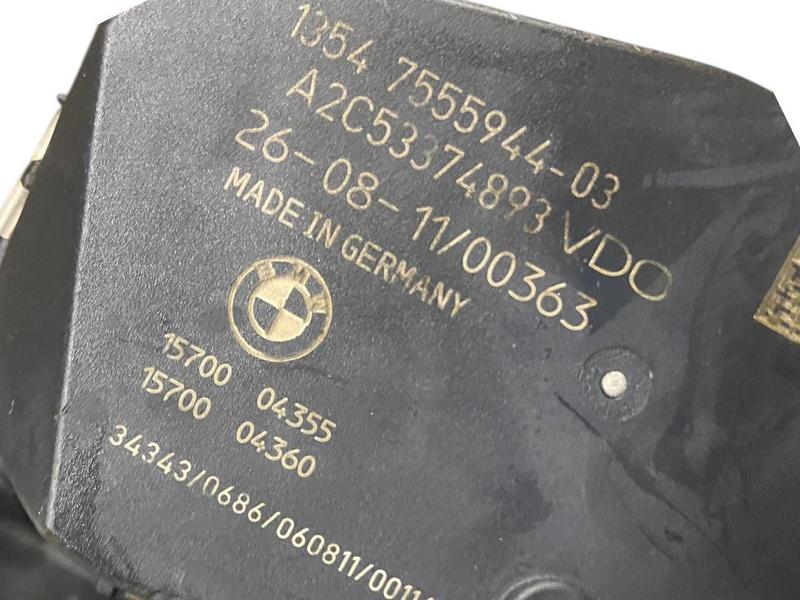 1354 7555944-03
A2C53374893 VDO
26-08-11/00363
MADE IN GERMANY
BMW
15700 04355
15700 04360
34343/0686/060811/0011